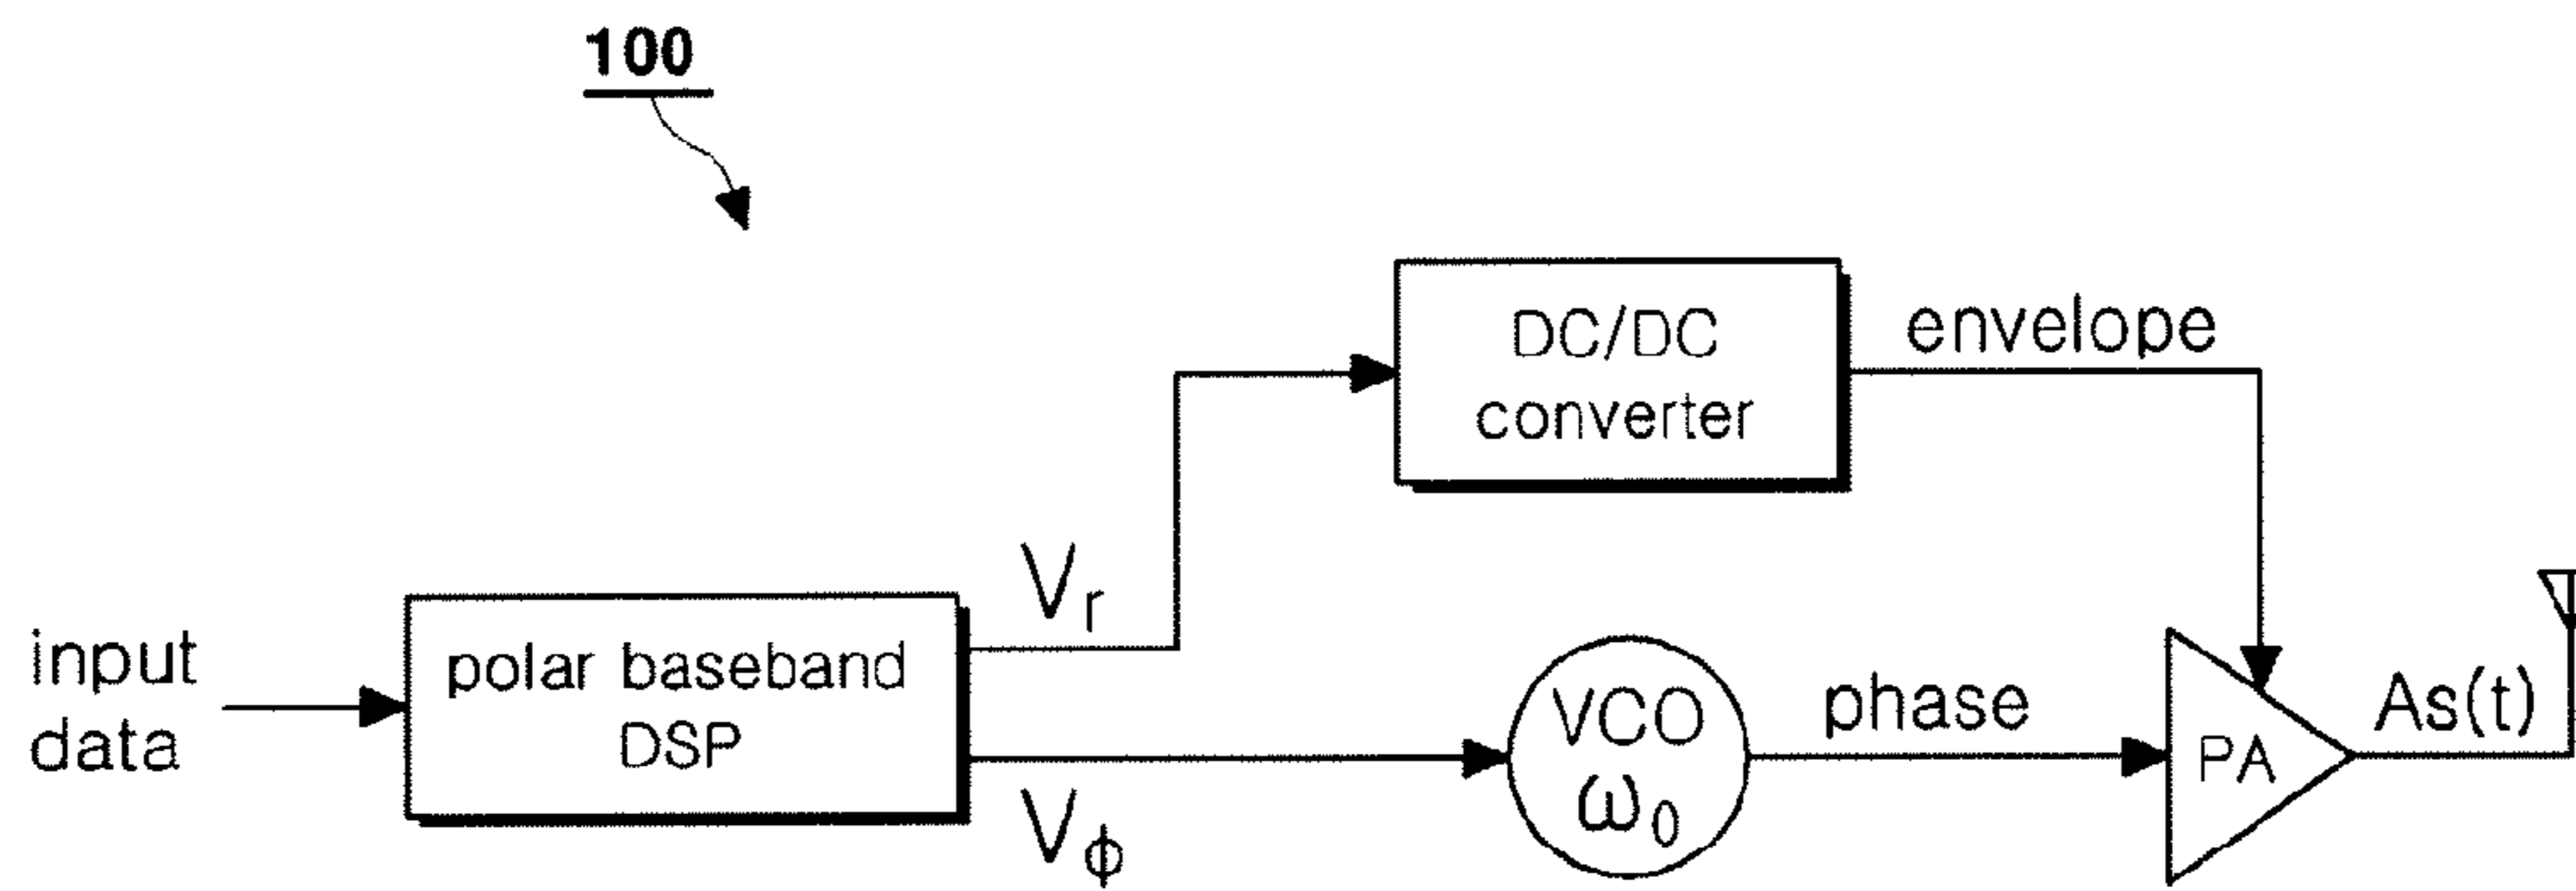 100
DC/DC
converter
envelope
input
data
polar baseband
DSP
Vr
Vϕ
VCO
ω0
phase
PA
As(t)